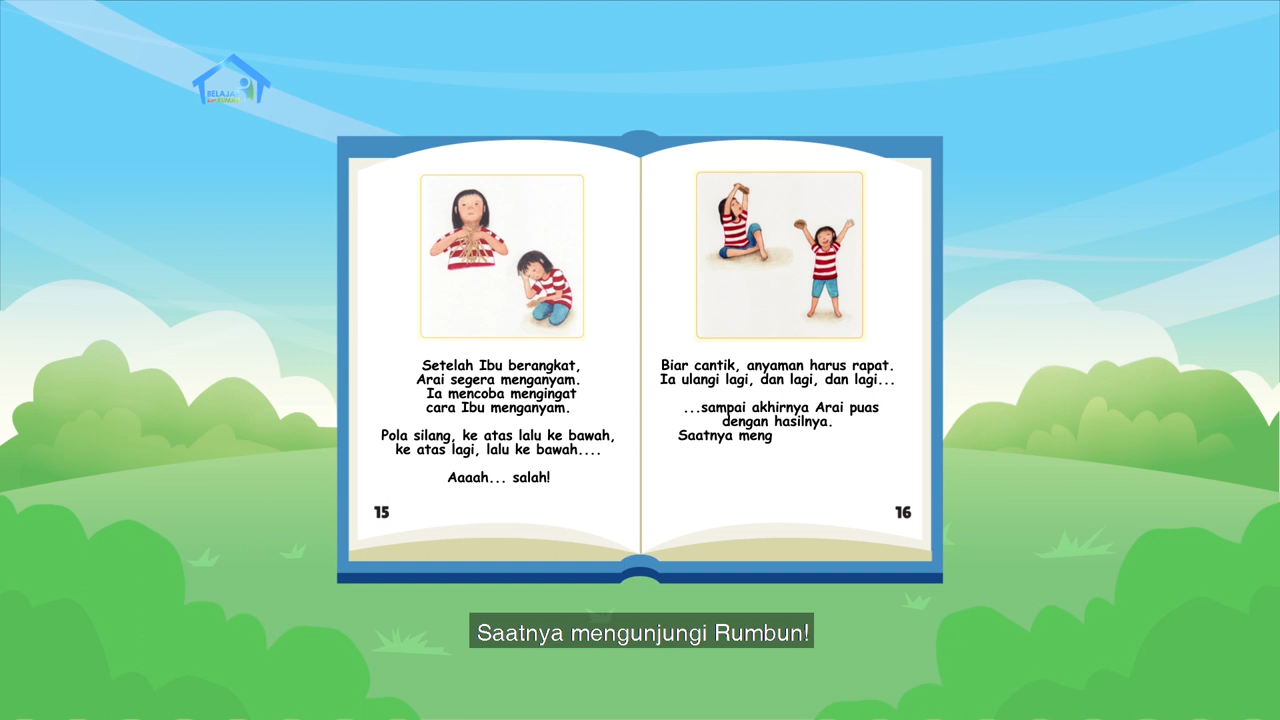 BELAJAR
Setelah Ibu berangkat,
Arai segera menganyam.
Ia mencoba mengingat
cara Ibu menganyam.
Pola silang, ke atas lalu ke bawah,
ke atas lagi, lalu ke bawah....
Aaaah... salah!
15
Biar cantik, anyaman harus rapat.
Ia ulangi lagi, dan lagi, dan lagi...
...sampai akhirnya Arai puas
dengan hasilnya.
Saatnya meng
16
Saatnya mengunjungi Rumbun!